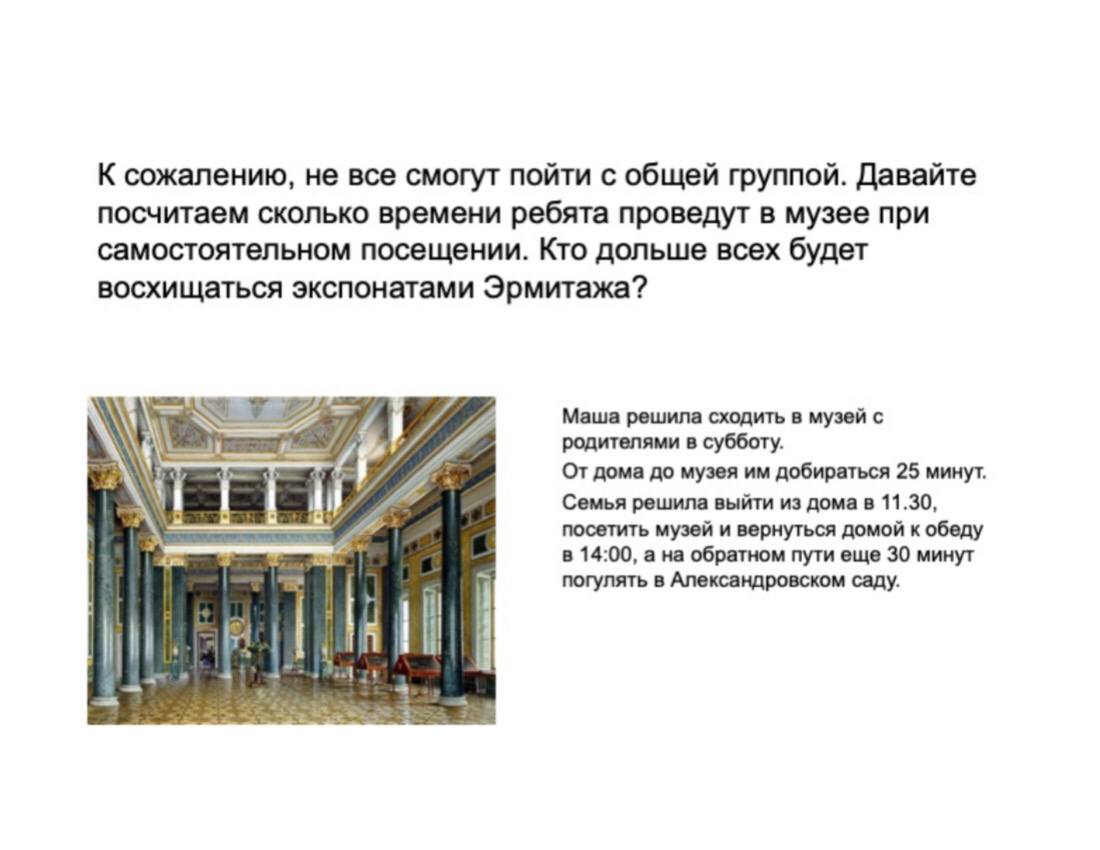 К сожалению, не все смогут пойти с общей группой. Давайте
посчитаем сколько времени ребята проведут в музее при
самостоятельном посещении. Кто дольше всех будет
восхищаться экспонатами Эрмитажа?
Маша решила сходить в музей с
родителями в субботу.
От дома до музея им добираться 25 минут.
Семья решила выйти из дома в 11.30,
посетить музей и вернуться домой к обеду
в 14:00, а на обратном пути еще 30 минут
погулять в Александровском саду.